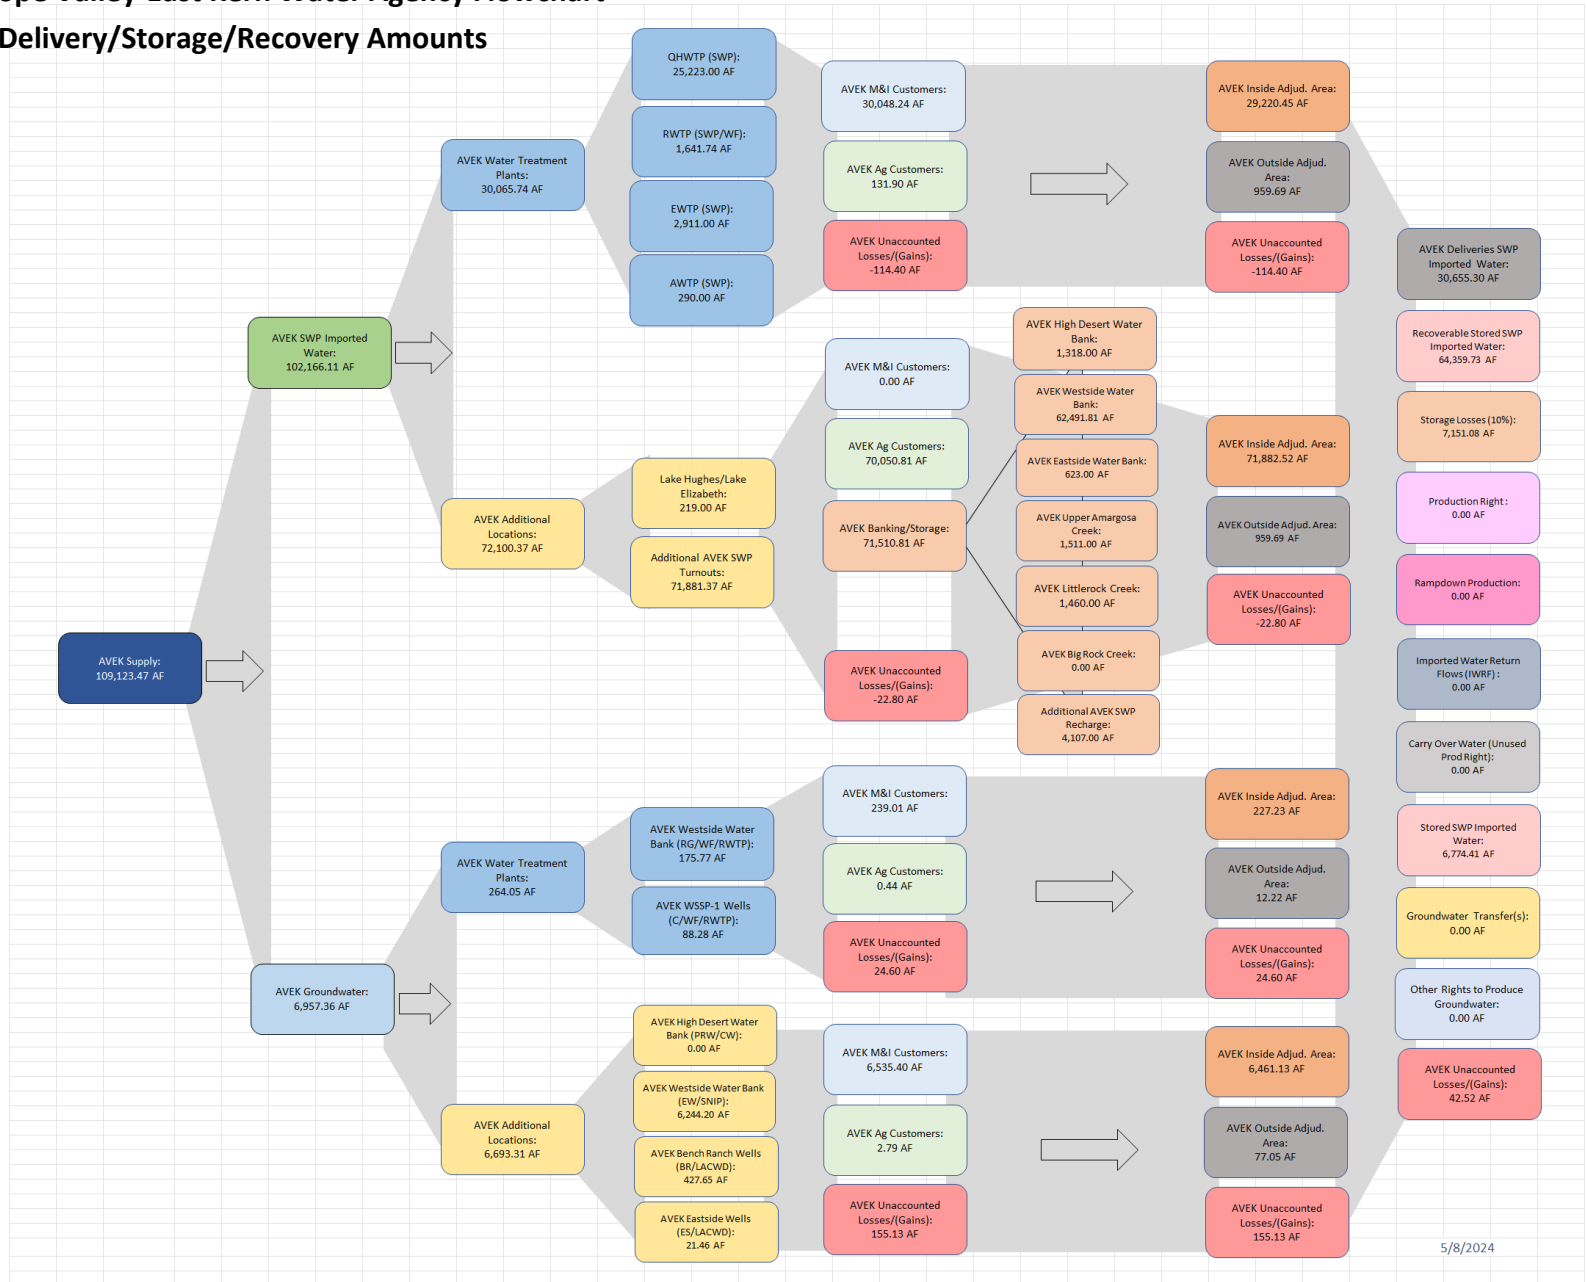 Delivery/Storage/Recovery Amounts
QHWTP (SWP):
25,223.00 AF
RWTP (SWP/WF):
1,641.74 AF
EWTP (SWP):
2,911.00 AF
AWTP (SWP):
290.00 AF
AVEK Water Treatment
Plants:
30,065.74 AF
AVEK M&I Customers:
30,048.24 AF
AVEK Ag Customers:
131.90 AF
AVEK Unaccounted
Losses/(Gains):
-114.40 AF
AVEK Inside Adjud. Area:
29,220.45 AF
AVEK Outside Adjud.
Area:
959.69 AF
AVEK Unaccounted
Losses/(Gains):
-114.40 AF
AVEK SWP Imported
Water:
102,166.11 AF
AVEK Additional
Locations:
72,100.37 AF
Lake Hughes/Lake
Elizabeth:
219.00 AF
Additional AVEK SWP
Turnouts:
71,881.37 AF
AVEK M&I Customers:
0.00 AF
AVEK Ag Customers:
70,050.81 AF
AVEK Banking/Storage:
71,510.81 AF
AVEK Unaccounted
Losses/(Gains):
-22.80 AF
AVEK High Desert Water
Bank:
1,318.00 AF
AVEK Westside Water
Bank:
62,491.81 AF
AVEK Eastside Water Bank:
623.00 AF
AVEK Upper Amargosa
Creek:
1,511.00 AF
AVEK Littlerock Creek:
1,460.00 AF
AVEK Big Rock Creek:
0.00 AF
Additional AVEK SWP
Recharge:
4,107.00 AF
AVEK Inside Adjud. Area:
71,882.52 AF
AVEK Outside Adjud. Area:
959.69 AF
AVEK Unaccounted
Losses/(Gains):
-22.80 AF
AVEK Supply:
109,123.47 AF
AVEK Groundwater:
6,957.36 AF
AVEK Water Treatment
Plants:
264.05 AF
AVEK Westside Water
Bank (RG/WF/RWTP):
175.77 AF
AVEK WSSP-1 Wells
(C/WF/RWTP):
88.28 AF
AVEK M&I Customers:
239.01 AF
AVEK Ag Customers:
0.44 AF
AVEK Unaccounted
Losses/(Gains):
24.60 AF
AVEK Inside Adjud. Area:
227.23 AF
AVEK Outside Adjud.
Area:
12.22 AF
AVEK Unaccounted
Losses/(Gains):
24.60 AF
AVEK Additional
Locations:
6,693.31 AF
AVEK High Desert Water
Bank (PRW/CW):
0.00 AF
AVEK Westside Water Bank
(EW/SNIP):
6,244.20 AF
AVEK Bench Ranch Wells
(BR/LACWD):
427.65 AF
AVEK Eastside Wells
(ES/LACWD):
21.46 AF
AVEK M&I Customers:
6,535.40 AF
AVEK Ag Customers:
2.79 AF
AVEK Unaccounted
Losses/(Gains):
155.13 AF
AVEK Inside Adjud. Area:
6,461.13 AF
AVEK Outside Adjud.
Area:
77.05 AF
AVEK Unaccounted
Losses/(Gains):
155.13 AF
AVEK Deliveries SWP
Imported Water:
30,655.30 AF
Recoverable Stored SWP
Imported Water:
64,359.73 AF
Storage Losses (10%):
7,151.08 AF
Production Right :
0.00 AF
Rampdown Production:
0.00 AF
Imported Water Return
Flows (IWRF) :
0.00 AF
Carry Over Water (Unused
Prod Right):
0.00 AF
Stored SWP Imported
Water:
6,774.41 AF
Groundwater Transfer(s):
0.00 AF
Other Rights to Produce
Groundwater:
0.00 AF
AVEK Unaccounted
Losses/(Gains):
42.52 AF
5/8/2024